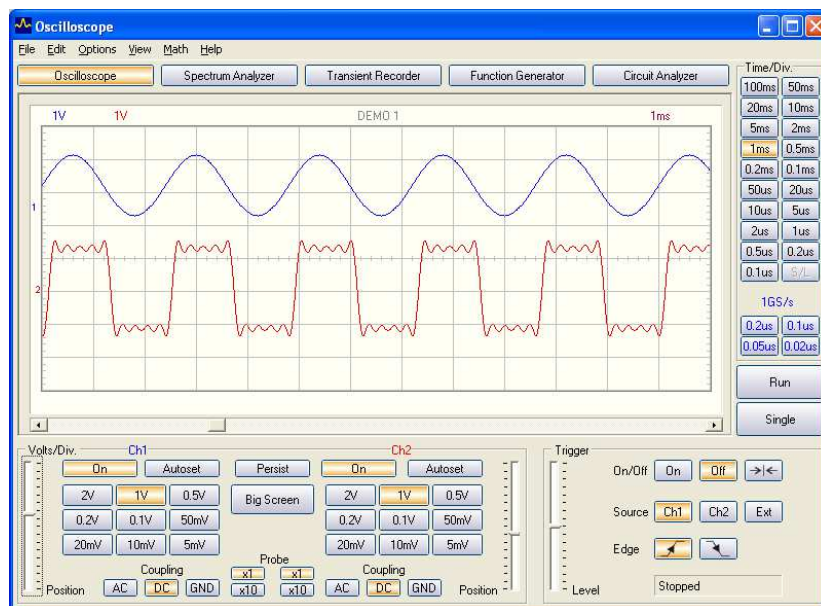 Oscilloscope
File Edit Options View Math Help
Oscilloscope Spectrum Analyzer Transient Recorder Function Generator Circuit Analyzer
Time/Div.
100ms 50ms
20ms 10ms
5ms 2ms
1ms 0.5ms
0.2ms 0.1ms
50us 20us
10us 5us
2us 1us
0.5us 0.2us
0.1us S/L
1GS/s
0.2us 0.1us
0.05us 0.02us
Run
Single
1V 1V DEMO 1 1ms
1
2
Volts/Div. Ch1 Ch2
On Autoset Persist On Autoset
2V 1V 0.5V Big Screen 2V 1V 0.5V
0.2V 0.1V 50mV 0.2V 0.1V 50mV
20mV 10mV 5mV 20mV 10mV 5mV
Probe
Coupling x1 x1 Coupling
Position AC DC GND x10 x10 AC DC GND Position
Trigger
On/Off On Off
Source Ch1 Ch2 Ext
Edge
Level Stopped